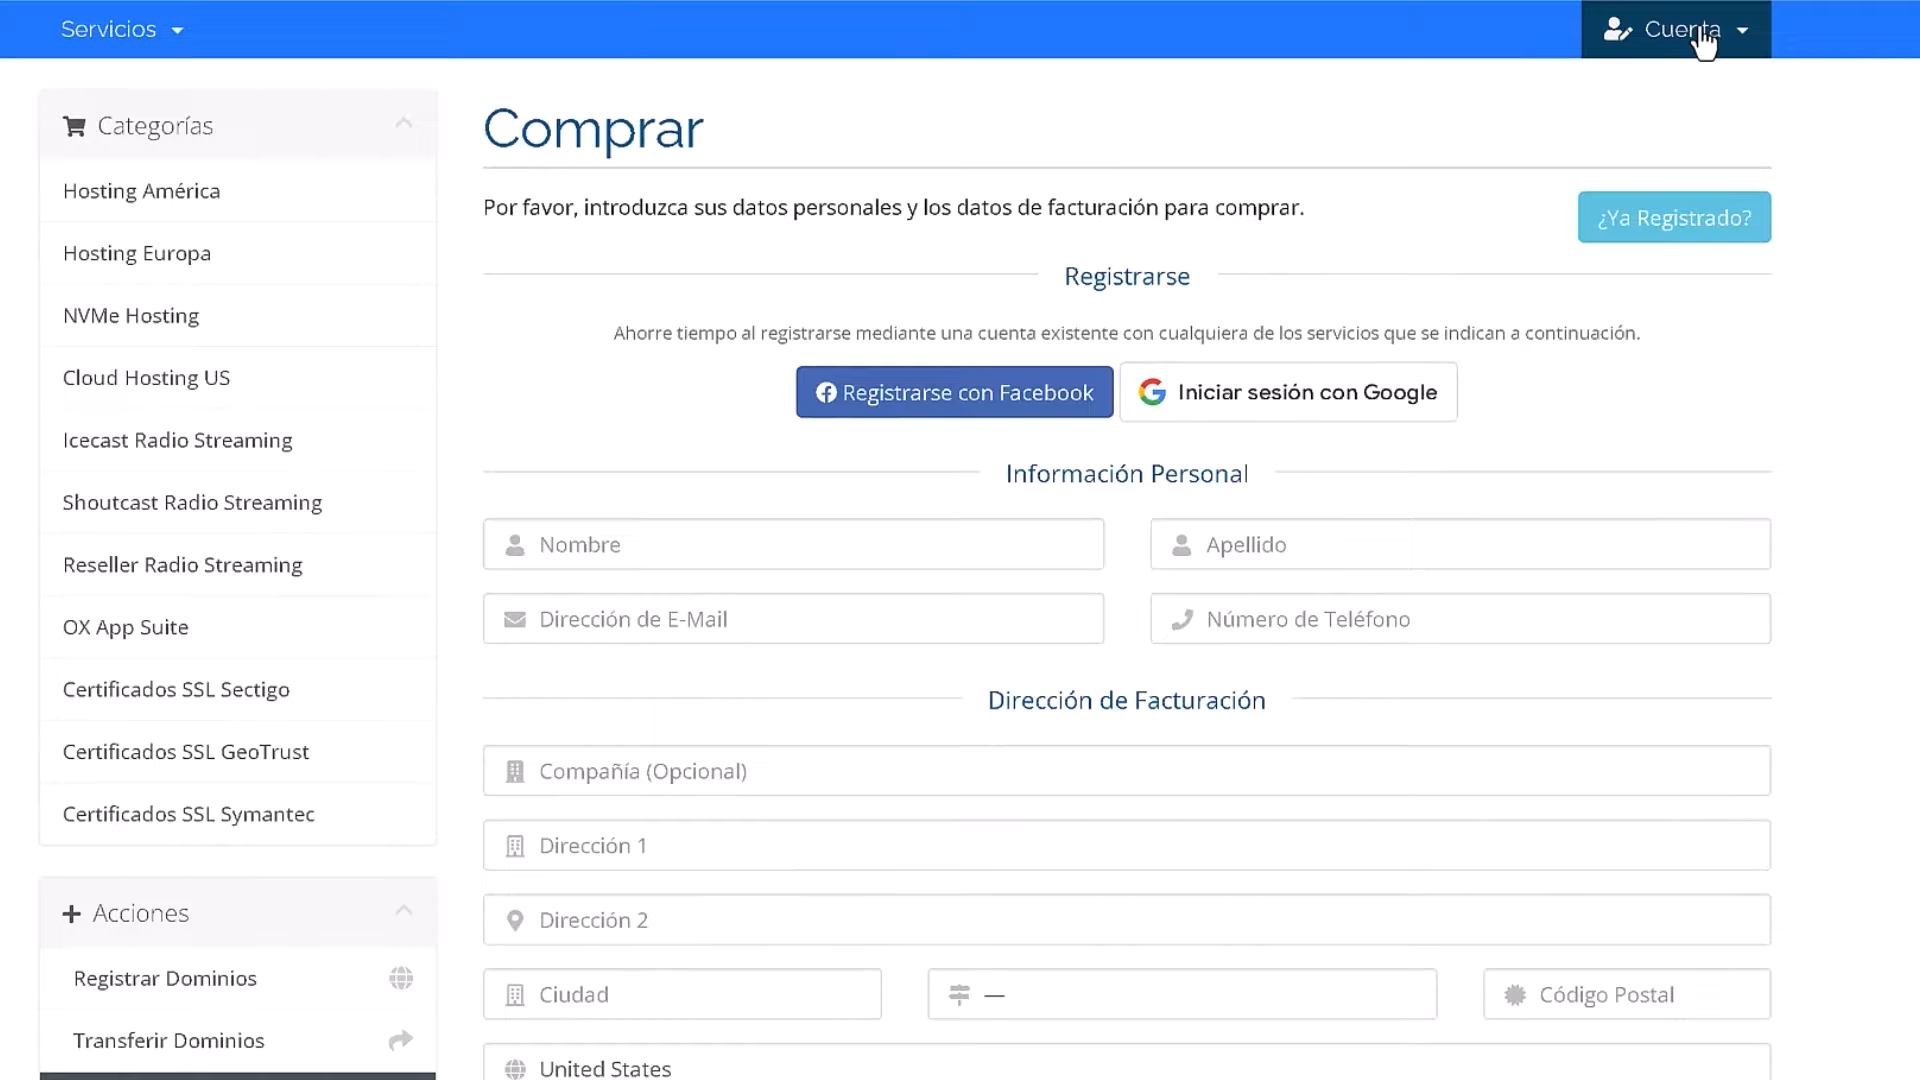 Servicios
Cuenta
Categorías
Hosting América
Hosting Europa
NVMe Hosting
Cloud Hosting US
Icecast Radio Streaming
Shoutcast Radio Streaming
Reseller Radio Streaming
OX App Suite
Certificados SSL Sectigo
Certificados SSL GeoTrust
Certificados SSL Symantec
Acciones
Registrar Dominios
Transferir Dominios
Comprar
Por favor, introduzca sus datos personales y los datos de facturación para comprar.
¿Ya Registrado?
Registrarse
Ahorre tiempo al registrarse mediante una cuenta existente con cualquiera de los servicios que se indican a continuación.
Registrarse con Facebook
Iniciar sesión con Google
Información Personal
Nombre
Apellido
Dirección de E-Mail
Número de Teléfono
Dirección de Facturación
Compañía (Opcional)
Dirección 1
Dirección 2
Ciudad
—
Código Postal
United States